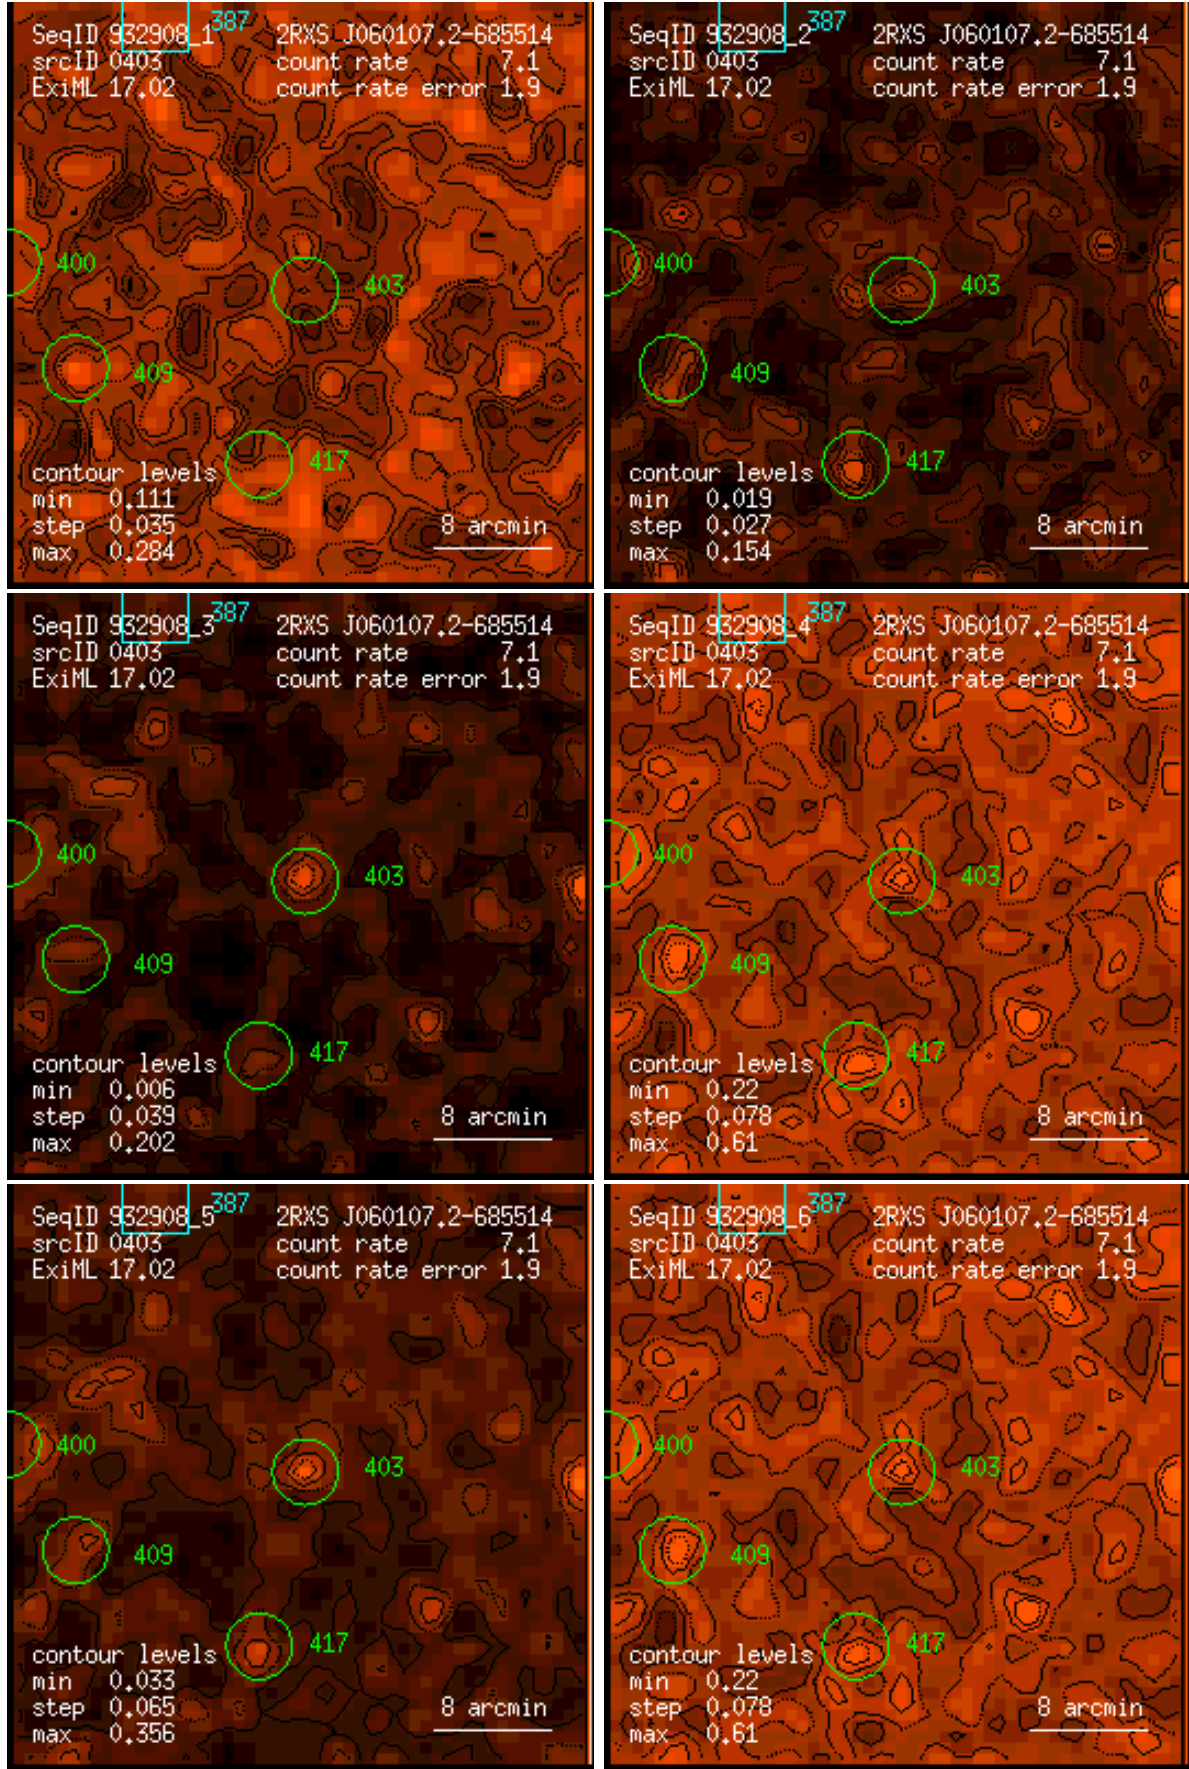 SeqID 932908_1 387 2RXS J060107.2-685514
srcID 0403 count rate 7.1
ExiML 17.02 count rate error 1.9
400
403
409
417
contour levels
min 0.111
step 0.035
max 0.284
8 arcmin
SeqID 932908_2 387 2RXS J060107.2-685514
srcID 0403 count rate 7.1
ExiML 17.02 count rate error 1.9
400
403
409
417
contour levels
min 0.019
step 0.027
max 0.154
8 arcmin
SeqID 932908_3 387 2RXS J060107.2-685514
srcID 0403 count rate 7.1
ExiML 17.02 count rate error 1.9
400
403
409
417
contour levels
min 0.006
step 0.039
max 0.202
8 arcmin
SeqID 932908_4 387 2RXS J060107.2-685514
srcID 0403 count rate 7.1
ExiML 17.02 count rate error 1.9
400
403
409
417
contour levels
min 0.22
step 0.078
max 0.61
8 arcmin
SeqID 932908_5 387 2RXS J060107.2-685514
srcID 0403 count rate 7.1
ExiML 17.02 count rate error 1.9
400
403
409
417
contour levels
min 0.033
step 0.065
max 0.356
8 arcmin
SeqID 932908_6 387 2RXS J060107.2-685514
srcID 0403 count rate 7.1
ExiML 17.02 count rate error 1.9
400
403
409
417
contour levels
min 0.22
step 0.078
max 0.61
8 arcmin